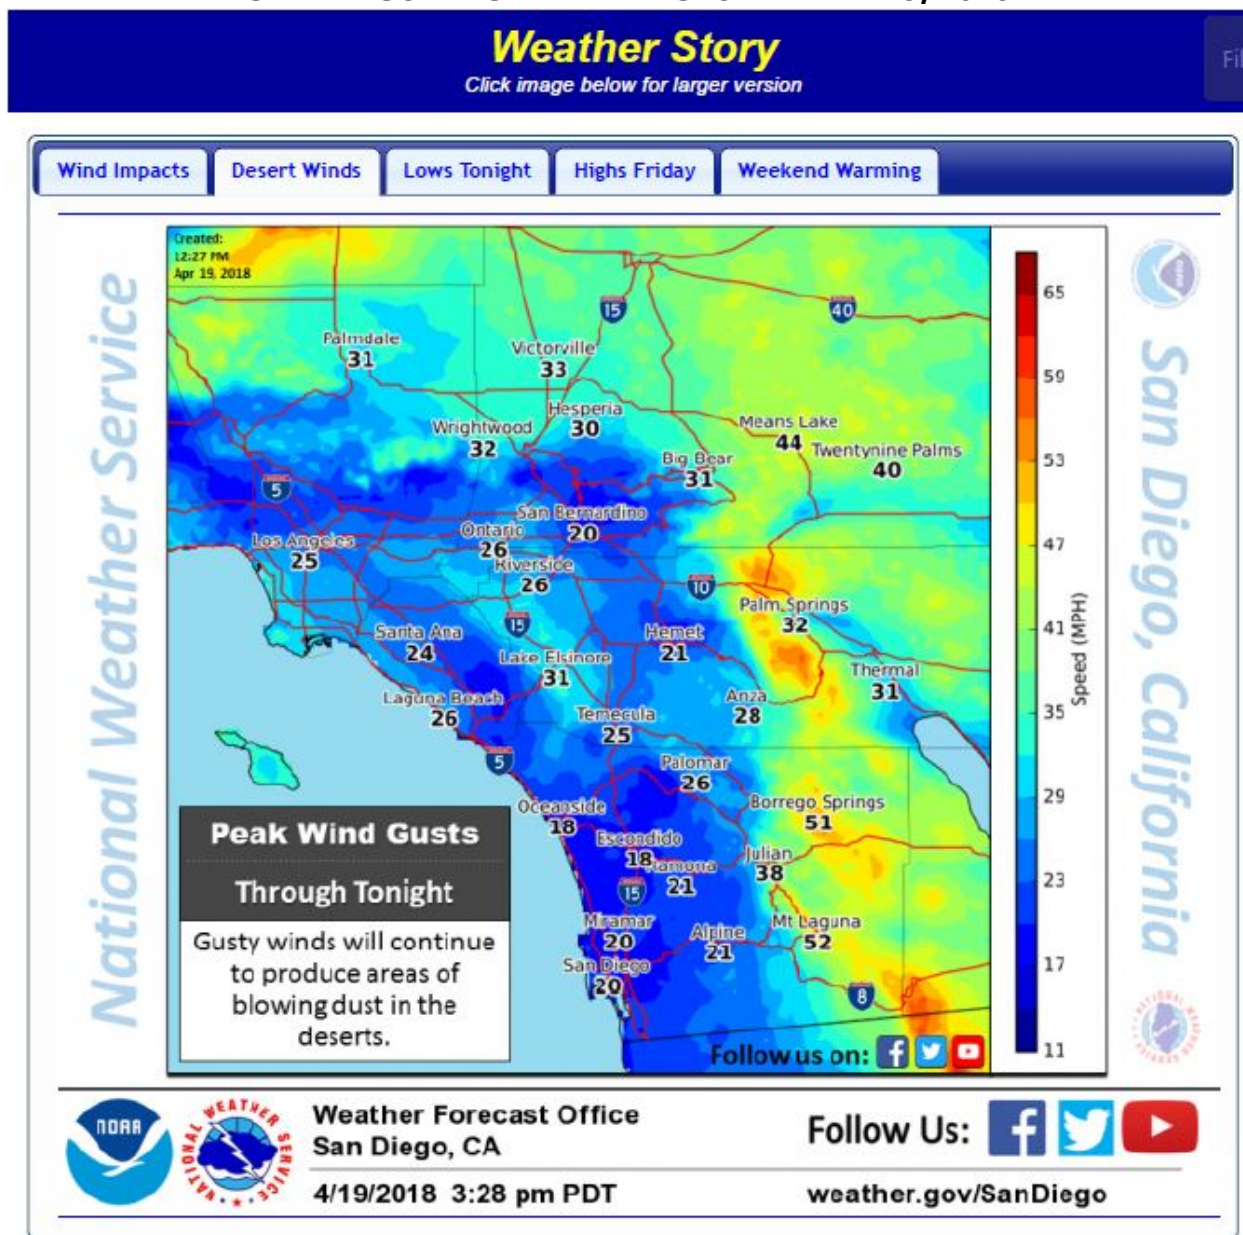 Weather Story
Click image below for larger version
Wind Impacts
Desert Winds
Lows Tonight
Highs Friday
Weekend Warming
National Weather Service
San Diego, California
Created:
12:27 PM
Apr 19, 2018
15
40
Palmdale
31
Victorville
33
Hesperia
30
Wrightwood
32
Means Lake
44
Twentynine Palms
40
Big Bear
31
5
San Bernardino
20
Ontario
26
Los Angeles
25
Riverside
26
10
Palm Springs
32
15
Santa Ana
24
Hemet
21
Lake Elsinore
31
Thermal
31
Laguna Beach
26
Anza
28
Temecula
25
5
Palomar
26
Oceanside
18
Borrego Springs
51
Escondido
18
Ramona
21
Julian
38
15
Miramar
20
Alpine
21
Mt Laguna
52
San Diego
20
8
Peak Wind Gusts
Through Tonight
Gusty winds will continue
to produce areas of
blowing dust in the
deserts.
Follow us on:
65
59
53
47
41
35
29
23
17
11
Speed (MPH)
NOAA
NATIONAL WEATHER SERVICE
Weather Forecast Office
San Diego, CA
4/19/2018 3:28 pm PDT
Follow Us:
weather.gov/SanDiego